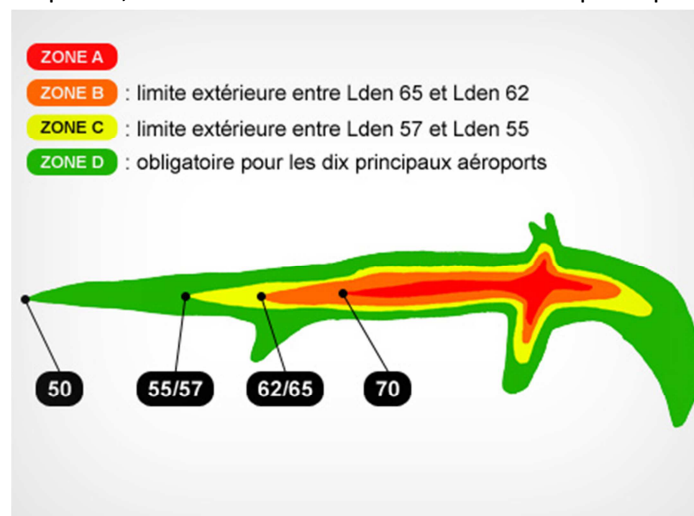 ZONE A
ZONE B : limite extérieure entre Lden 65 et Lden 62
ZONE C : limite extérieure entre Lden 57 et Lden 55
ZONE D : obligatoire pour les dix principaux aéroports
50 55/57 62/65 70